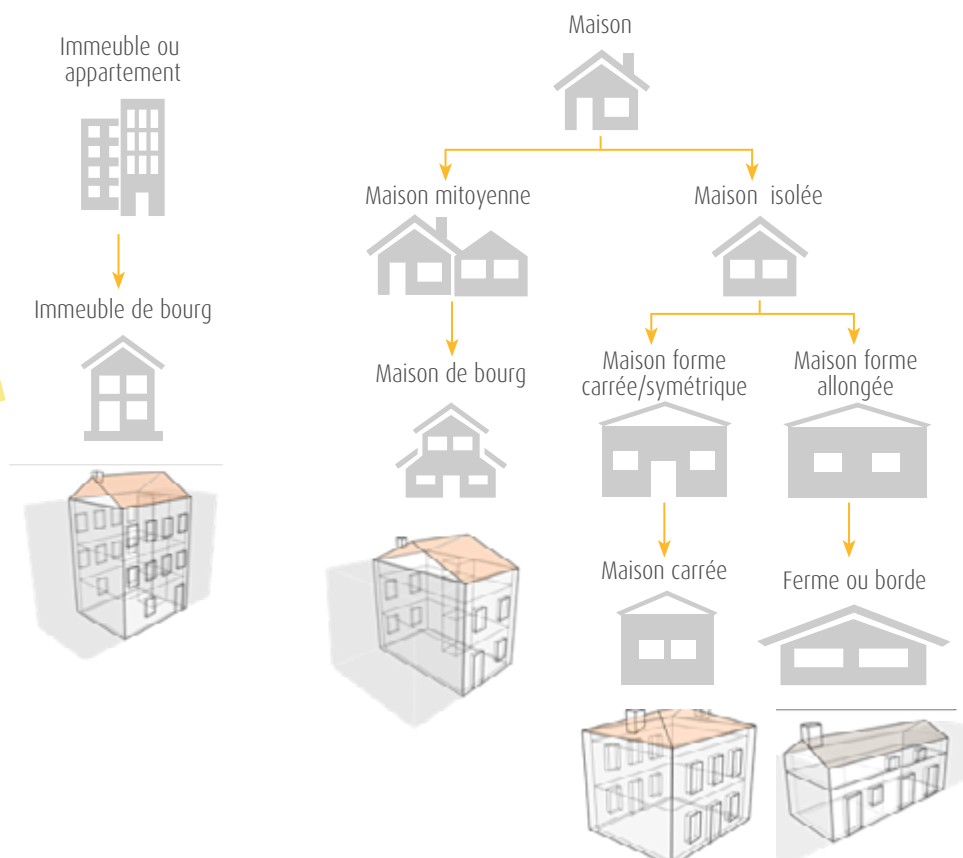 Immeuble ou
appartement
Immeuble de bourg
Maison
Maison mitoyenne
Maison isolée
Maison de bourg
Maison forme
carrée/symétrique
Maison forme
allongée
Maison carrée
Ferme ou borde